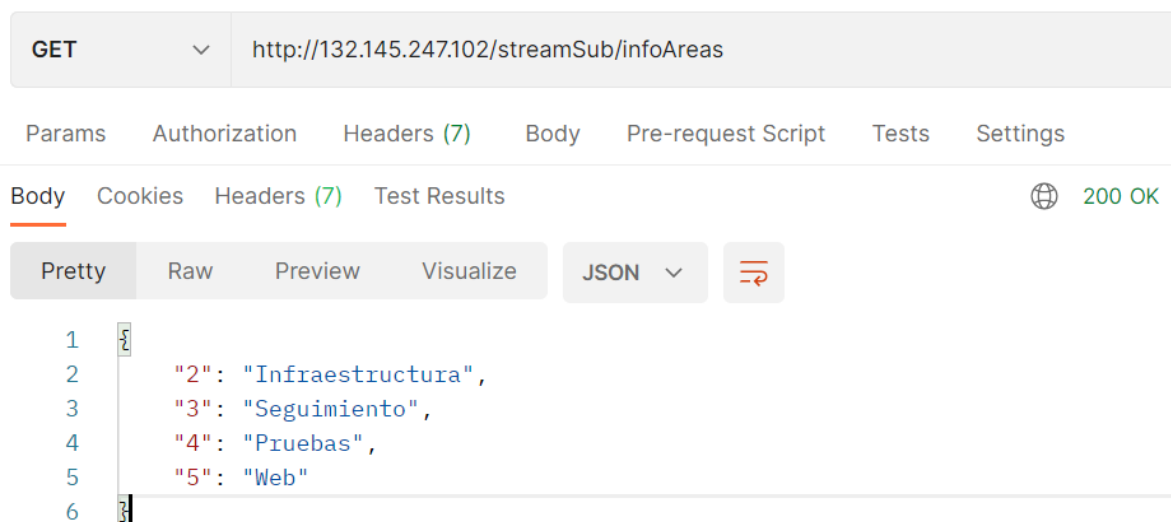 GET http://132.145.247.102/streamSub/infoAreas
Params Authorization Headers (7) Body Pre-request Script Tests Settings
Body Cookies Headers (7) Test Results 200 OK
Pretty Raw Preview Visualize JSON
1 {
2 "2": "Infraestructura",
3 "3": "Seguimiento",
4 "4": "Pruebas",
5 "5": "Web"
6 }